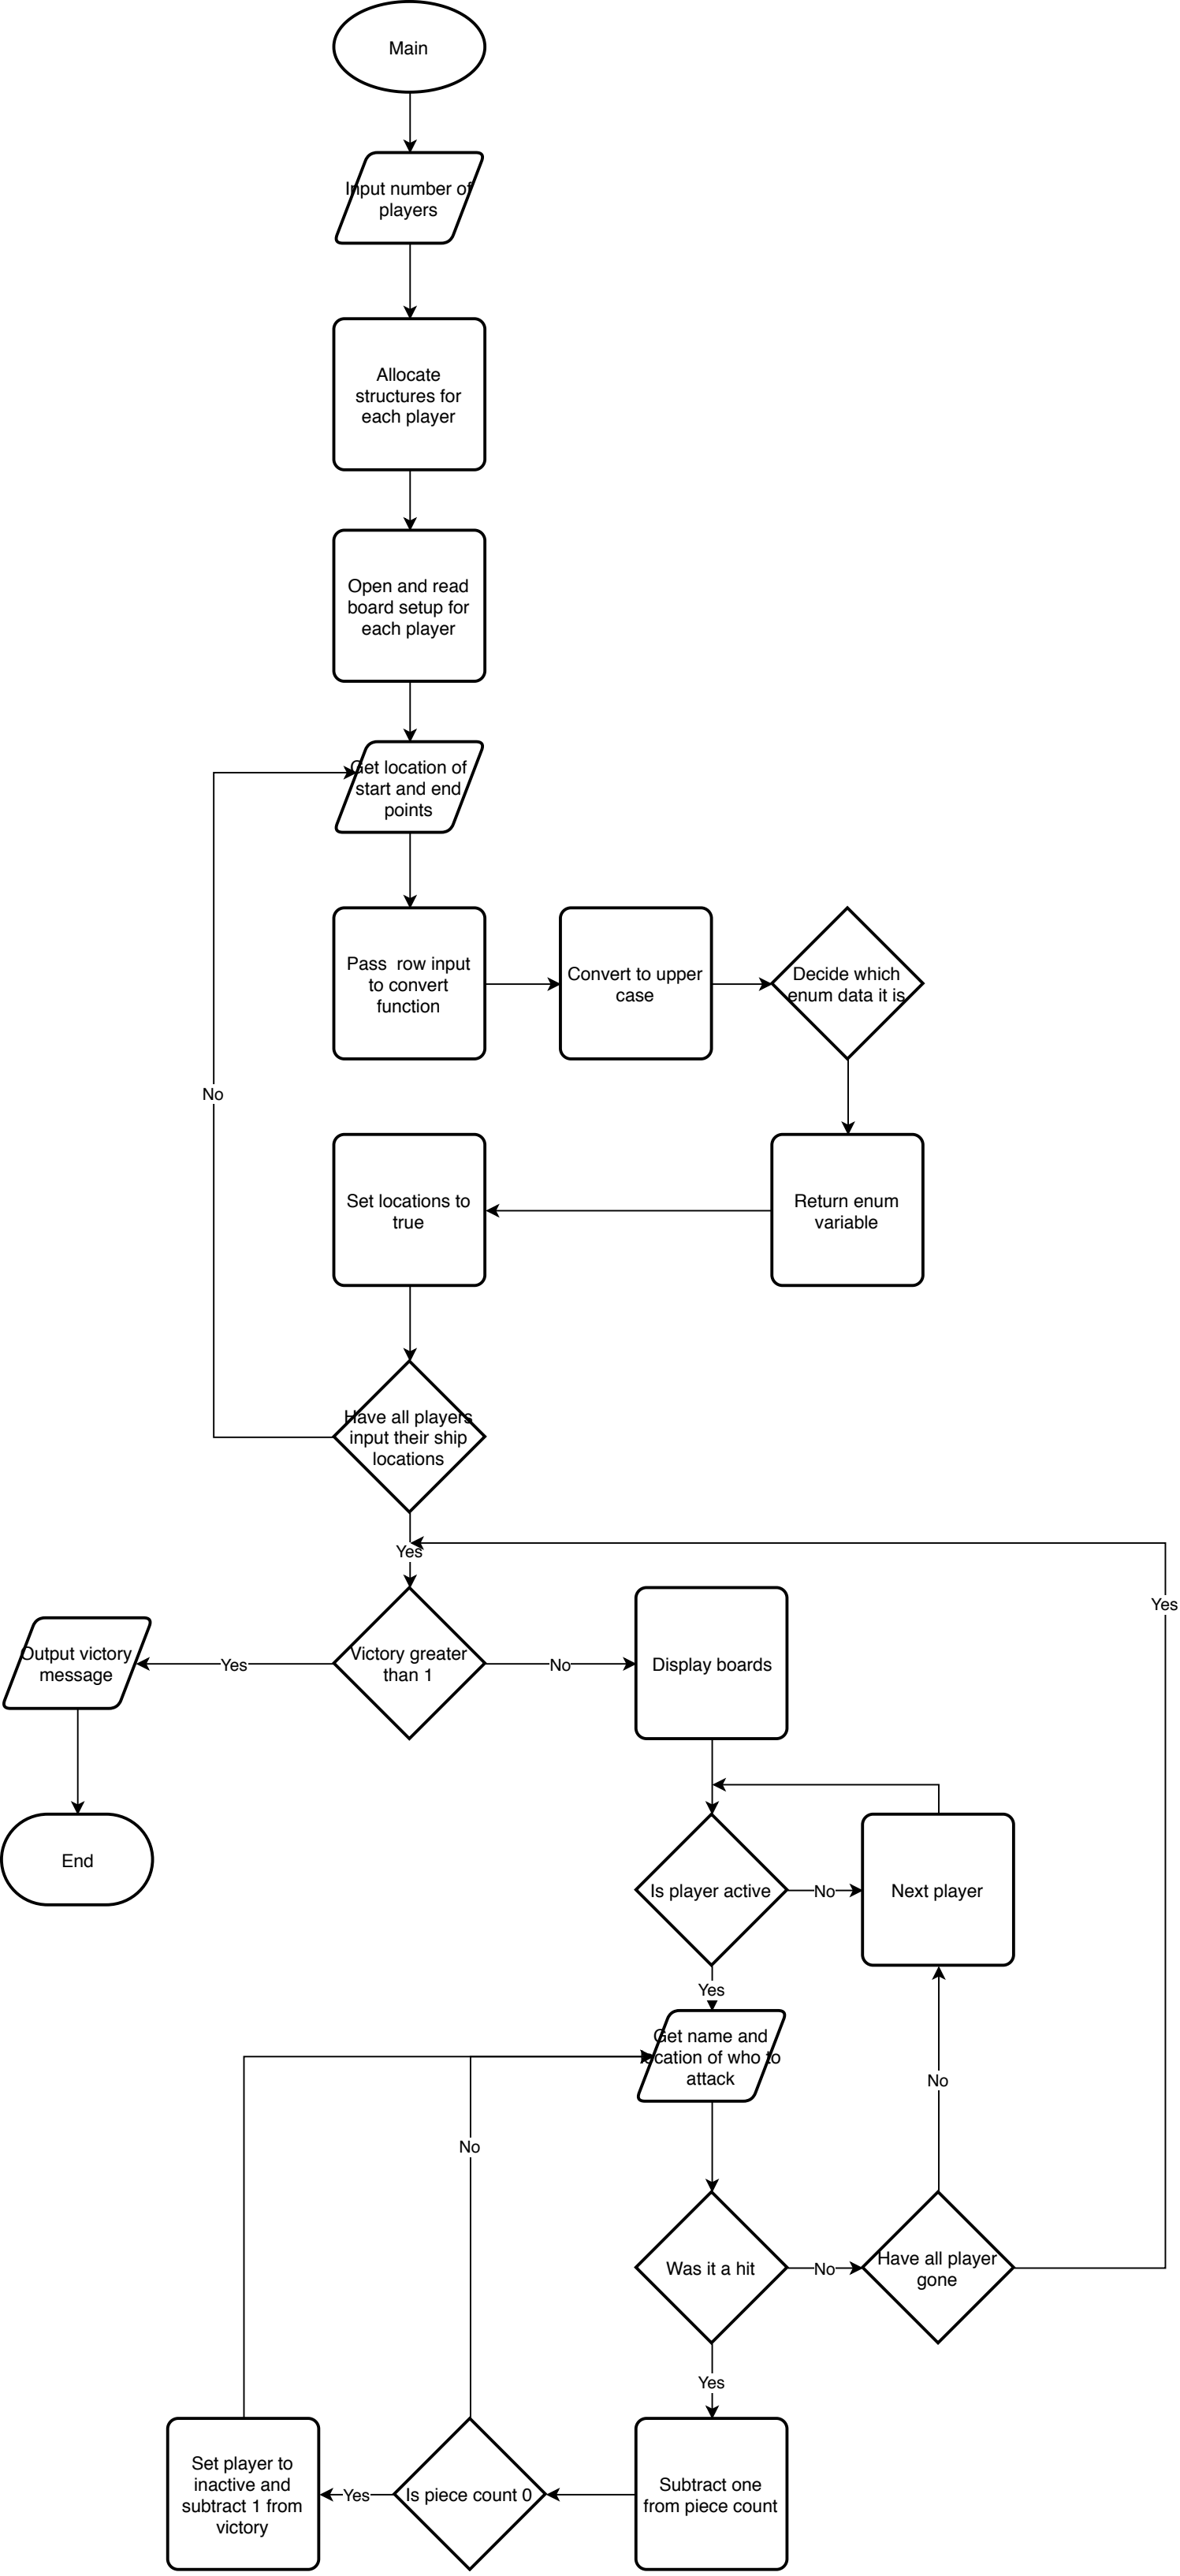 Main
Input number of
players
Allocate
structures for
each player
Open and read
board setup for
each player
Get location of
start and end
points
Pass  row input
to convert
function
Convert to upper
case
Decide which
enum data it is
No
Set locations to
true
Return enum
variable
Have all players
input their ship
locations
Yes
Yes
Output victory
message
Yes
Victory greater
than 1
No
Display boards
End
Is player active
No
Next player
Yes
Get name and
location of who to
attack
No
No
Was it a hit
No
Have all player
gone
Yes
Set player to
inactive and
subtract 1 from
victory
Yes
Is piece count 0
Subtract one
from piece count